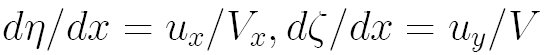 dη/dx = u_x/V_x, dζ/dx = u_y/V